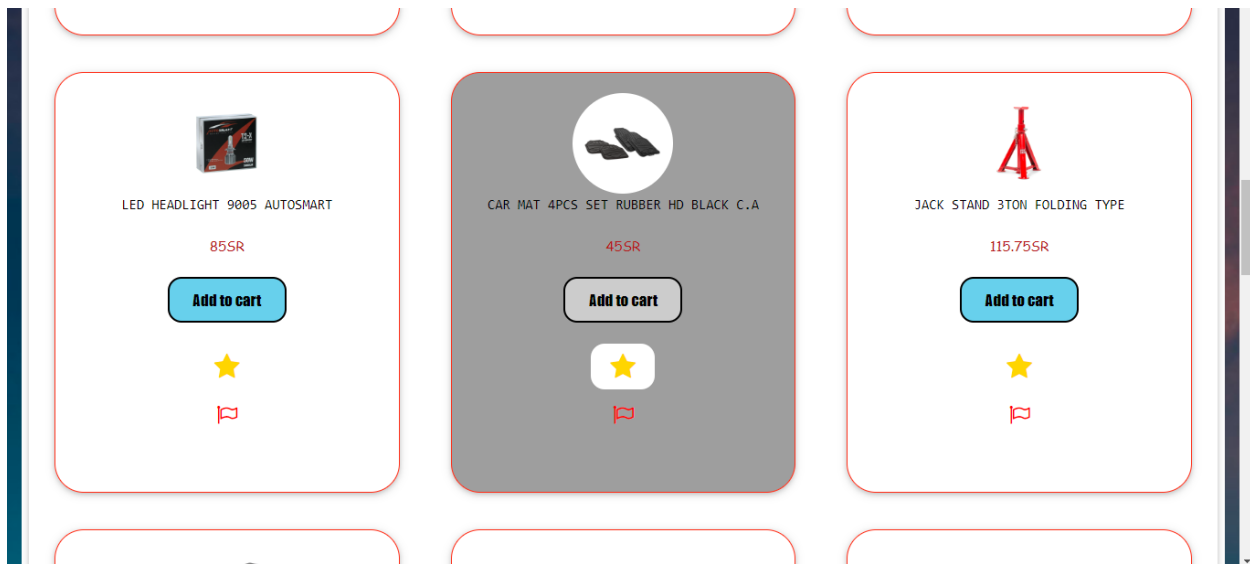 LED HEADLIGHT 9005 AUTOSMART
85SR
Add to cart
CAR MAT 4PCS SET RUBBER HD BLACK C.A
45SR
Add to cart
JACK STAND 3TON FOLDING TYPE
115.75SR
Add to cart